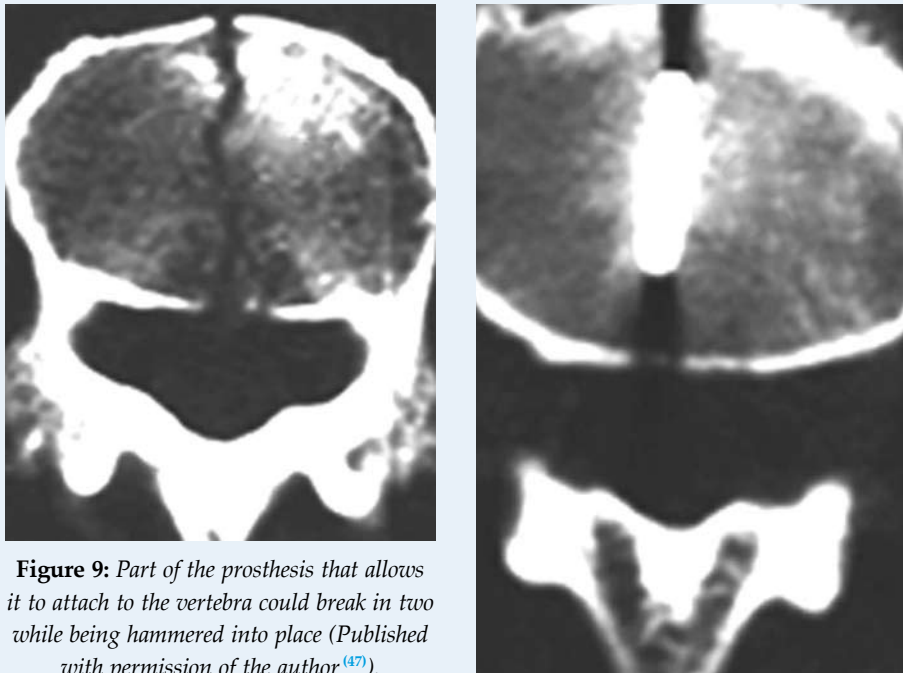 Figure 9: Part of the prosthesis that allows
it to attach to the vertebra could break in two
while being hammered into place (Published
with permission of the author (47))